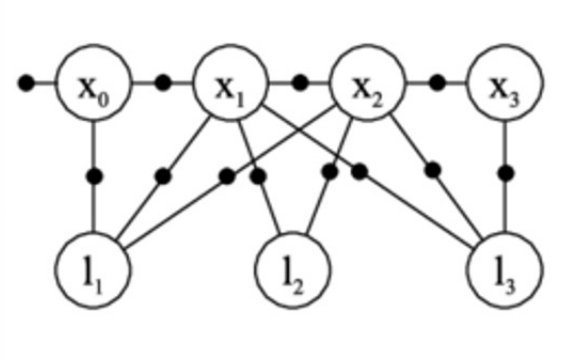 x₀ x₁ x₂ x₃
l₁ l₂ l₃